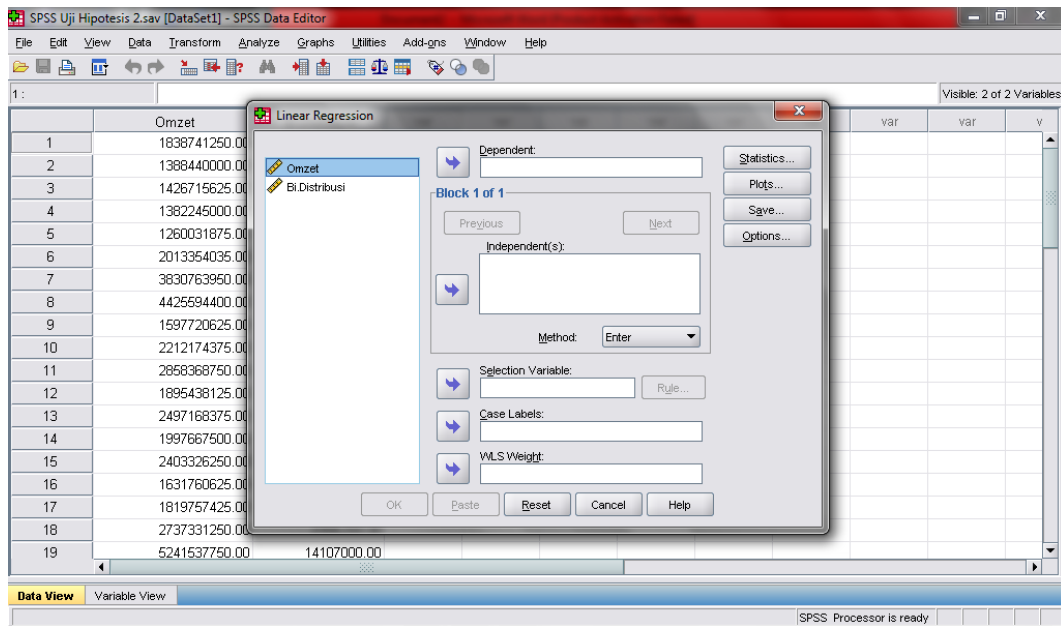 SPSS Uji Hipotesis 2.sav [DataSet1] - SPSS Data Editor
File Edit View Data Transform Analyze Graphs Utilities Add-ons Window Help
1 :
Visible: 2 of 2 Variables
Omzet var var v
1 1838741250.00
2 1388440000.00
3 1426715625.00
4 1382245000.00
5 1260031875.00
6 2013354035.00
7 3830763950.00
8 4425594400.00
9 1597720625.00
10 2212174375.00
11 2858368750.00
12 1895438125.00
13 2497168375.00
14 1997667500.00
15 2403326250.00
16 1631760625.00
17 1819757425.00
18 2737331250.00
19 5241537750.00 14107000.00
Linear Regression
Omzet
Bi.Distribusi
Dependent:
Block 1 of 1
Previous Next
Independent(s):
Method: Enter
Selection Variable:
Rule...
Case Labels:
WLS Weight:
Statistics...
Plots...
Save...
Options...
OK Paste Reset Cancel Help
Data View Variable View
SPSS Processor is ready